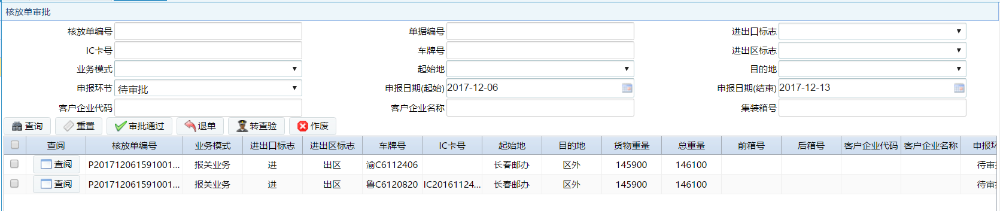 核放单审批
核放单编号 单据编号 进出口标志
IC卡号 车牌号 进出区标志
业务模式 起始地 目的地
申报环节 待审批 申报日期(起始) 2017-12-06 申报日期(结束) 2017-12-13
客户企业代码 客户企业名称 集装箱号
查询 重置 审批通过 退单 转查验 作废
查阅 核放单编号 业务模式 进出口标志 进出区标志 车牌号 IC卡号 起始地 目的地 货物重量 总重量 前箱号 后箱号 客户企业代码 客户企业名称 申报环
查阅 P201712061591001... 报关业务 进 出区 渝C6112406 长春邮办 区外 145900 146100 待审
查阅 P201712061591001... 报关业务 进 出区 鲁C6120820 IC20161124... 长春邮办 区外 145900 146100 待审